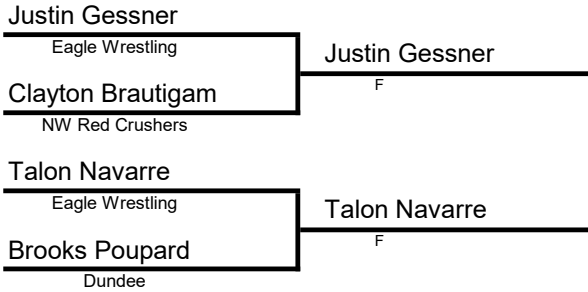 Justin Gessner
Eagle Wrestling
Justin Gessner
F
Clayton Brautigam
NW Red Crushers
Talon Navarre
Eagle Wrestling
Talon Navarre
F
Brooks Poupard
Dundee